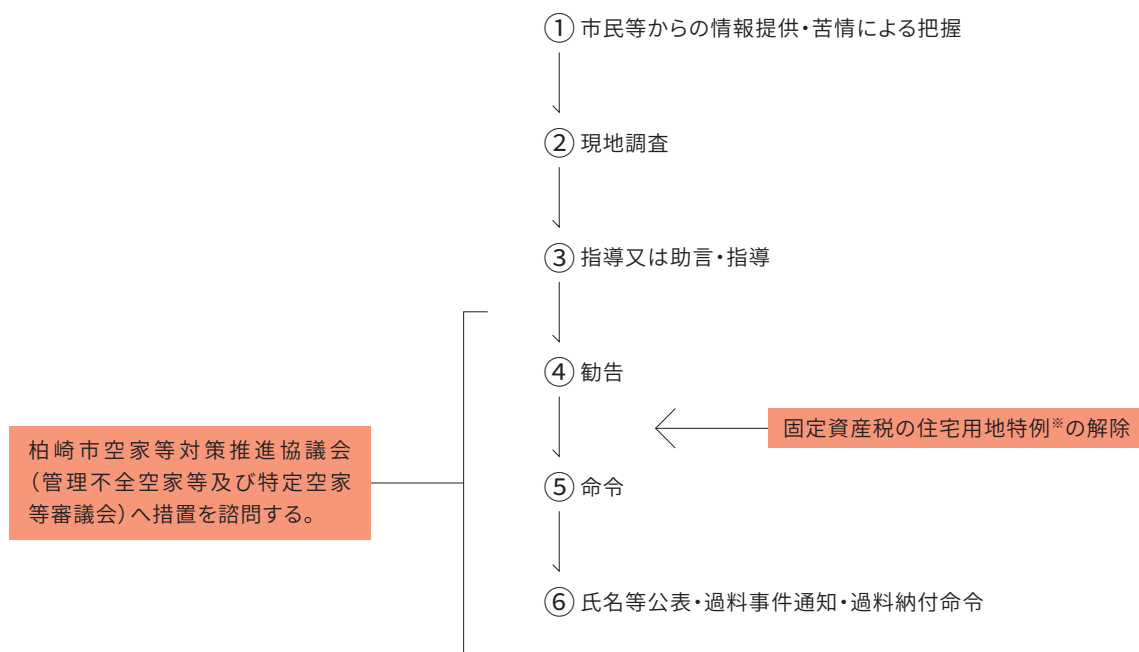 ① 市民等からの情報提供・苦情による把握
② 現地調査
③ 指導又は助言・指導
④ 勧告
固定資産税の住宅用地特例※の解除
柏崎市空家等対策推進協議会
（管理不全空家等及び特定空家
等審議会）へ措置を諮問する。
⑤ 命令
⑥ 氏名等公表・過料事件通知・過料納付命令